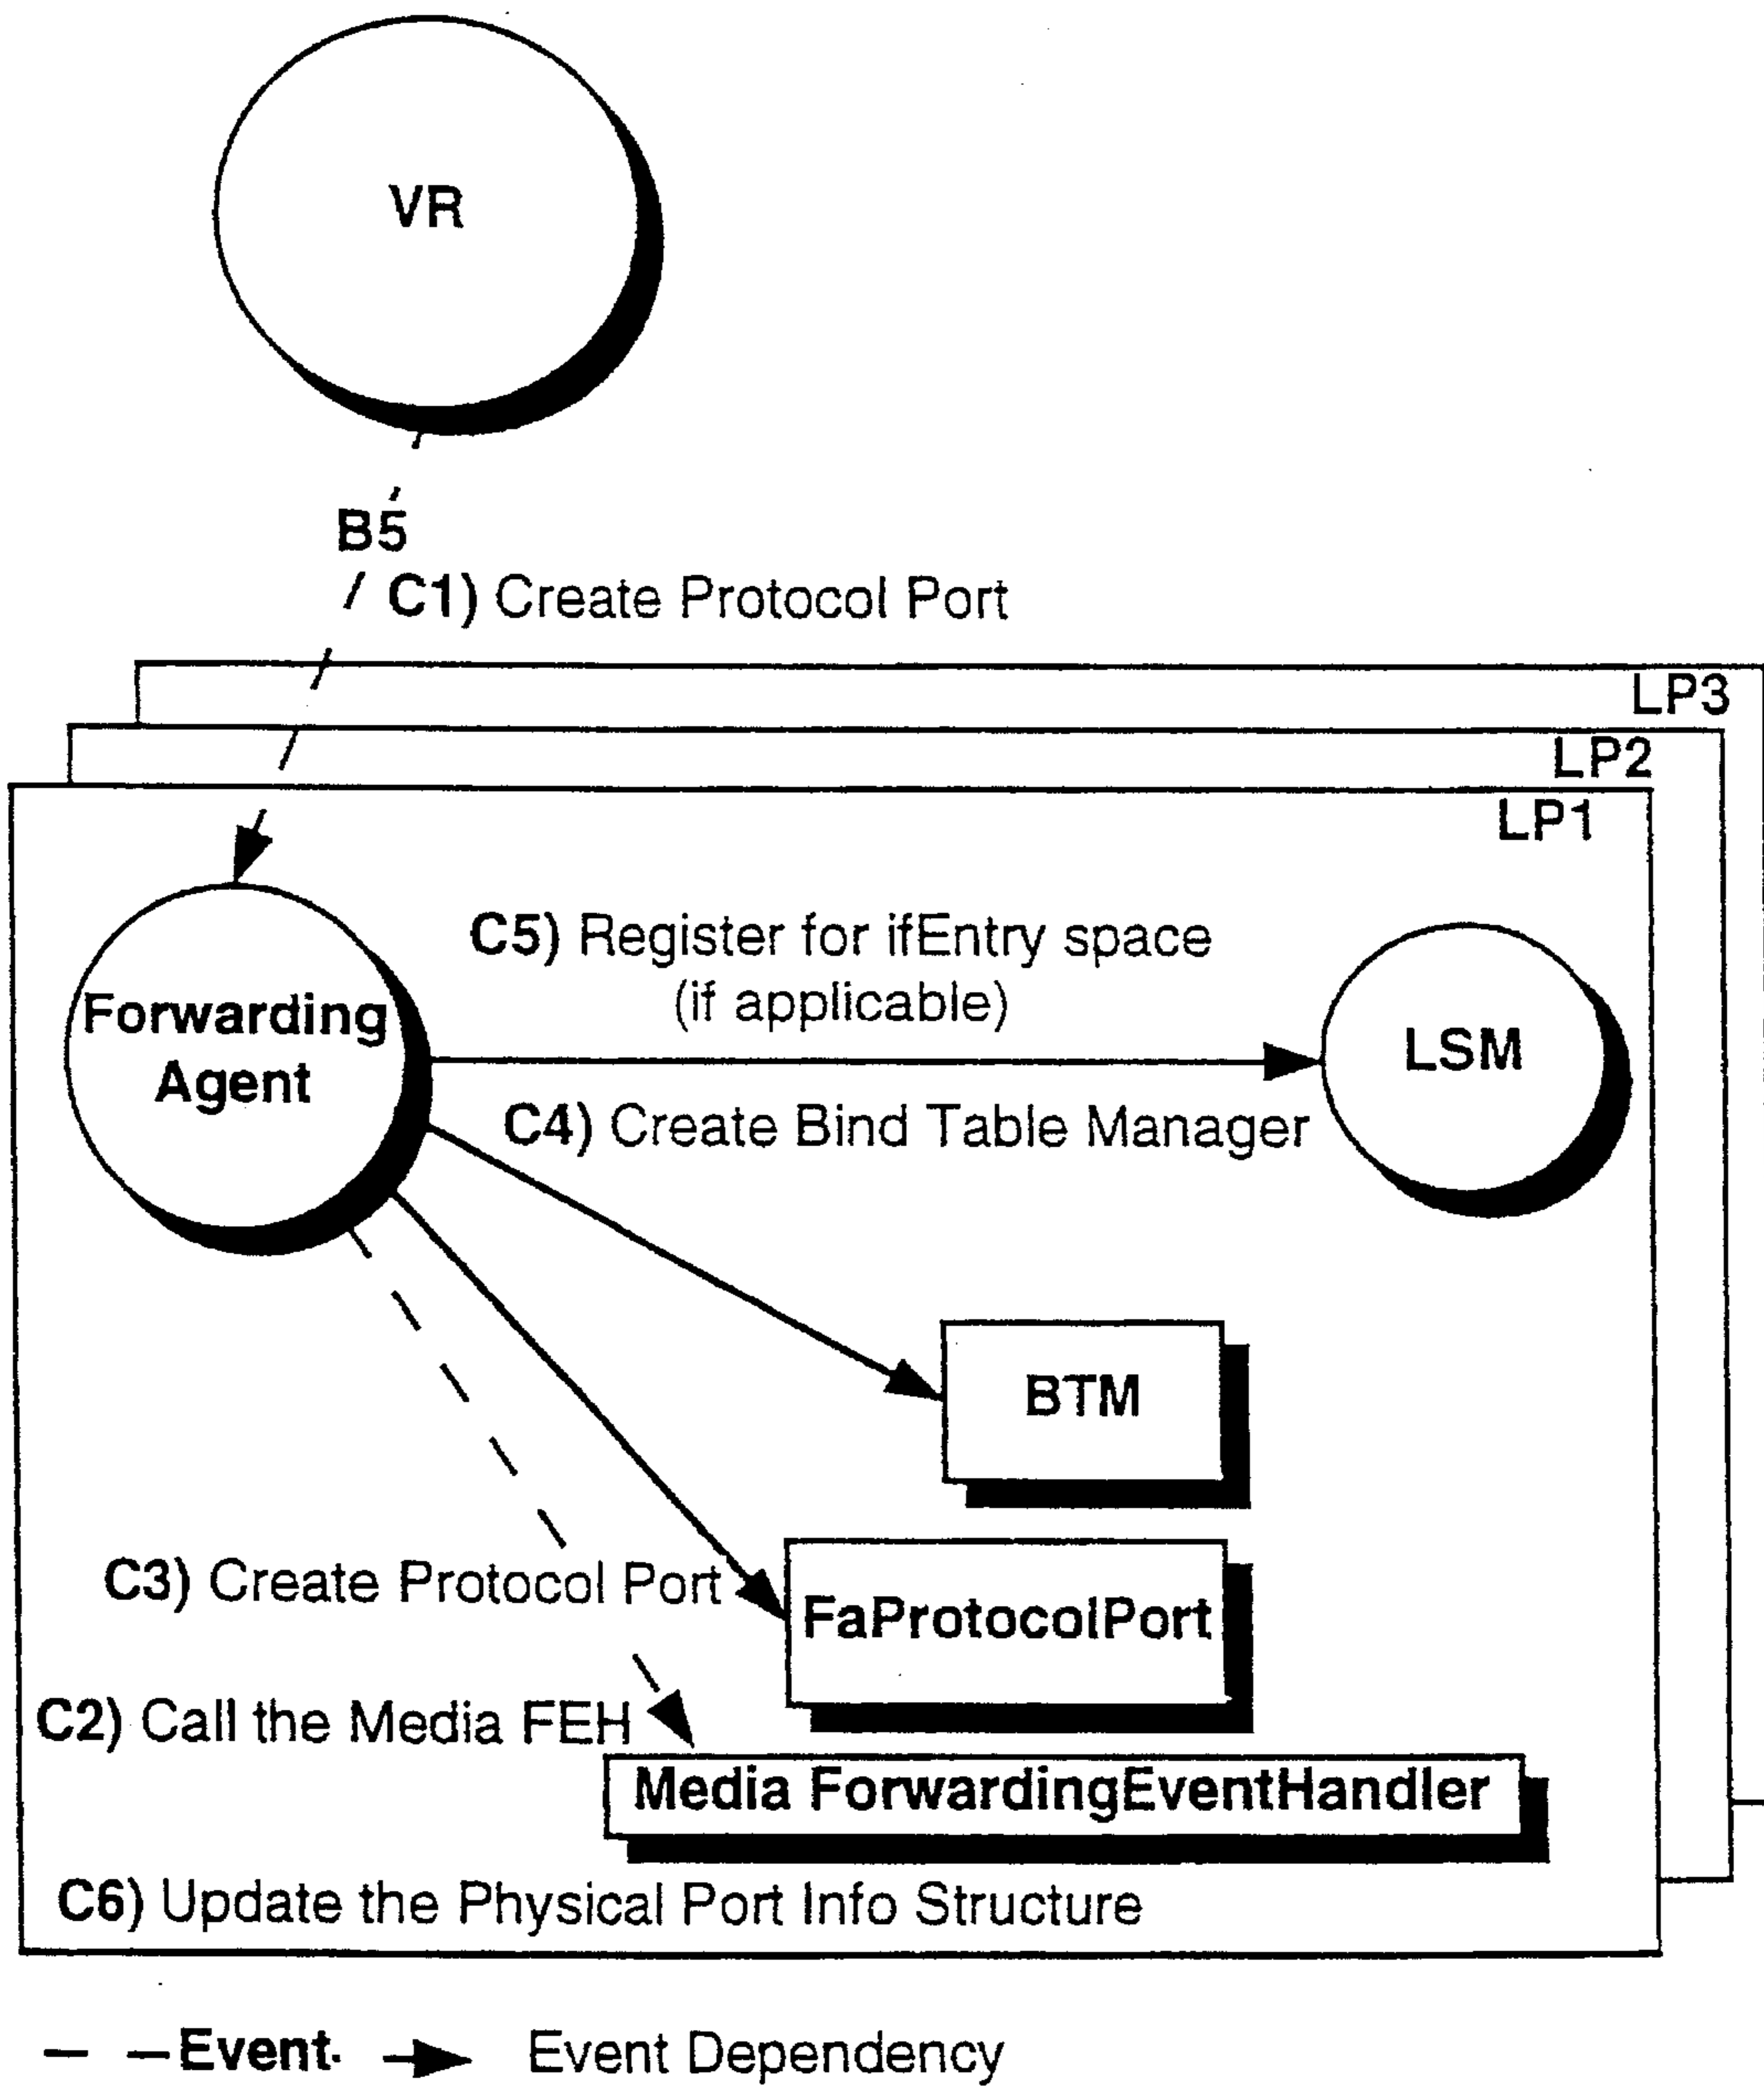 VR
B5
C1) Create Protocol Port
LP3
LP2
LP1
C5) Register for ifEntry space
(if applicable)
Forwarding
Agent
LSM
C4) Create Bind Table Manager
BTM
C3) Create Protocol Port
FaProtocolPort
C2) Call the Media FEH
Media ForwardingEventHandler
C6) Update the Physical Port Info Structure
Event
Event Dependency